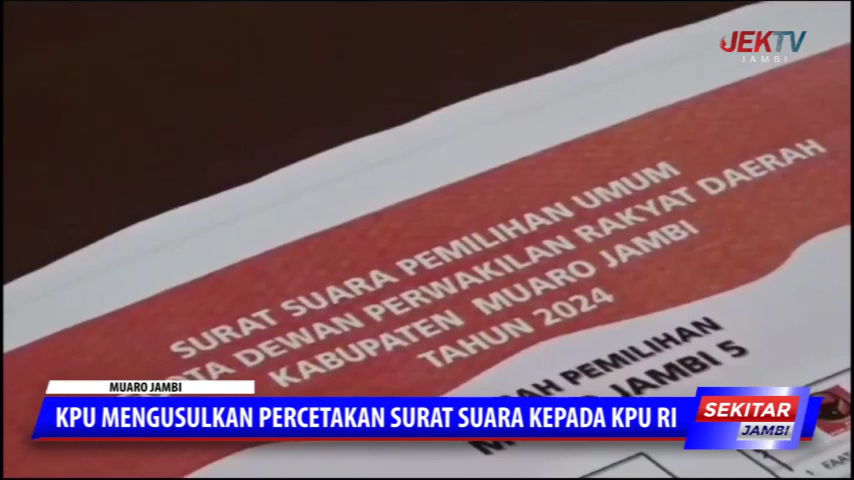 JEKTV
JAMBI
SURAT SUARA PEMILIHAN UMUM
DEWAN PERWAKILAN RAKYAT DAERAH
KABUPATEN MUARO JAMBI
TAHUN 2024
PEMILIHAN
JAMBI 5
MUARO JAMBI
KPU MENGUSULKAN PERCETAKAN SURAT SUARA KEPADA KPU RI
SEKITAR
JAMBI